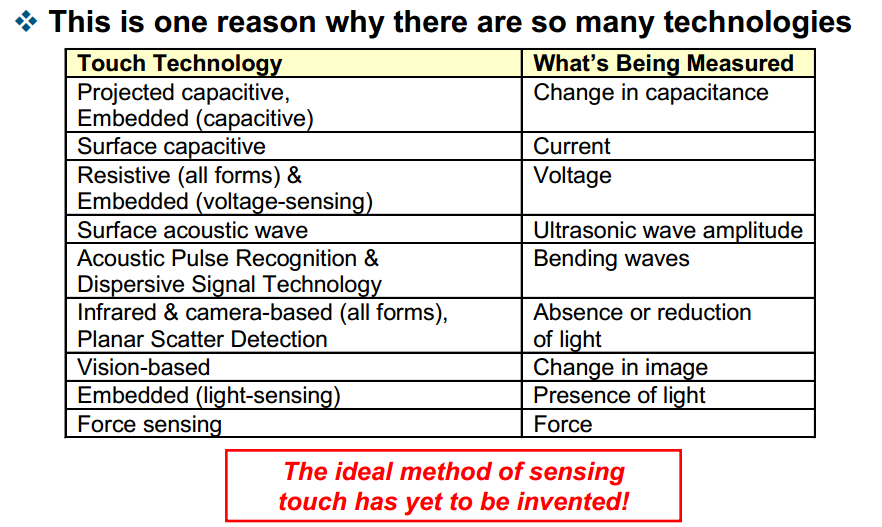 ❖ This is one reason why there are so many technologies
Touch Technology What's Being Measured
Projected capacitive, Change in capacitance
Embedded (capacitive)
Surface capacitive Current
Resistive (all forms) & Voltage
Embedded (voltage-sensing)
Surface acoustic wave Ultrasonic wave amplitude
Acoustic Pulse Recognition & Bending waves
Dispersive Signal Technology
Infrared & camera-based (all forms), Absence or reduction
Planar Scatter Detection of light
Vision-based Change in image
Embedded (light-sensing) Presence of light
Force sensing Force
The ideal method of sensing
touch has yet to be invented!